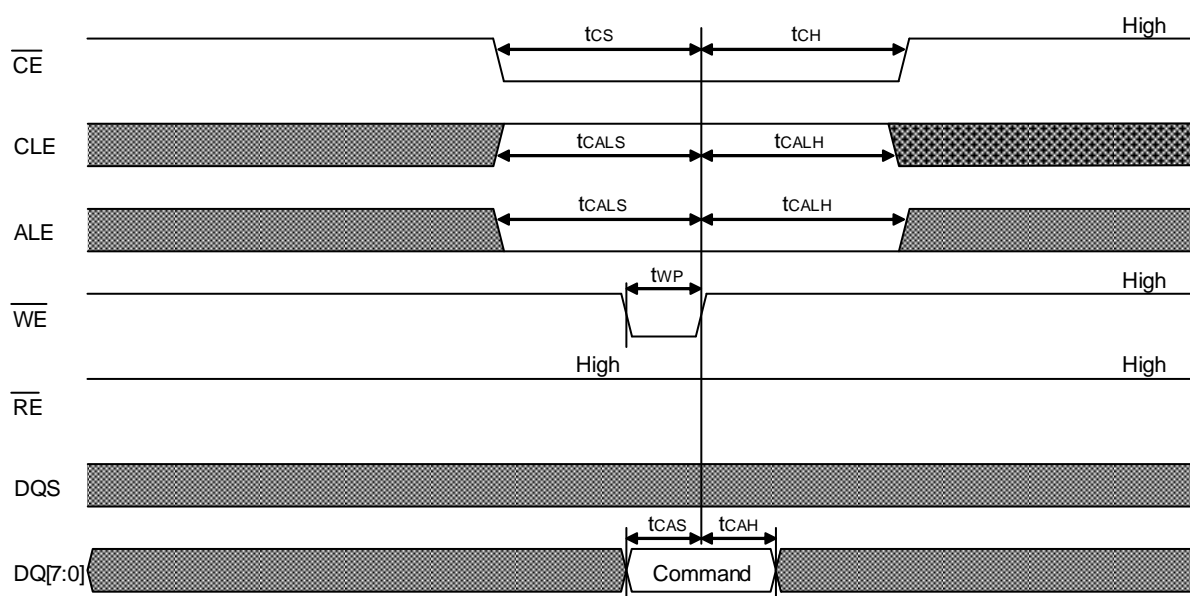 tCS tCH High
CE
CLE tCALS tCALH
ALE tCALS tCALH
tWP High
WE
High High
RE
DQS
tCAS tCAH
DQ[7:0] Command